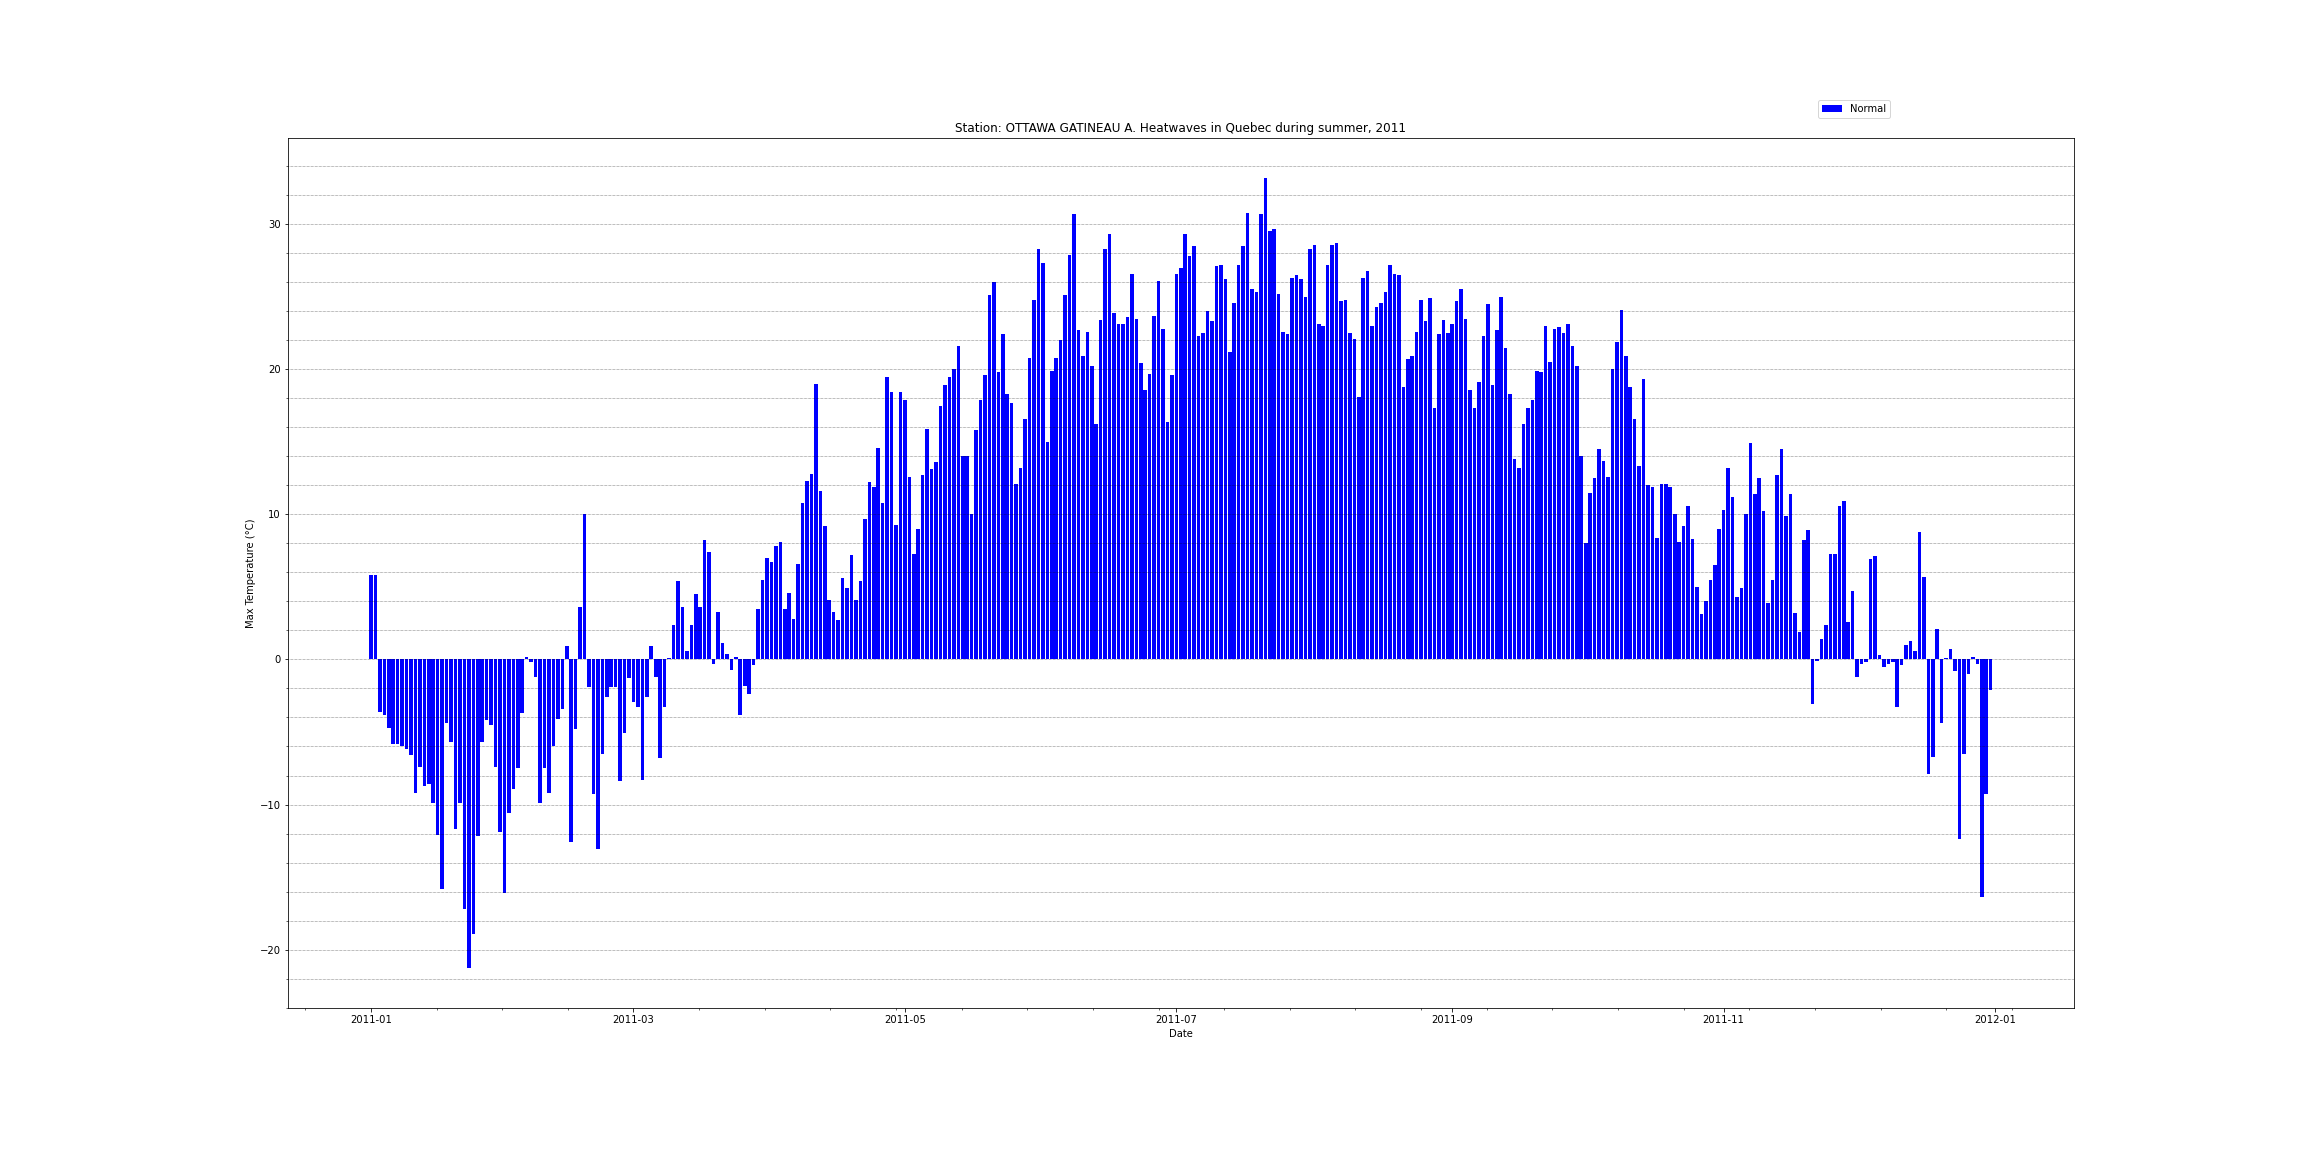 Normal
Station: OTTAWA GATINEAU A. Heatwaves in Quebec during summer, 2011
Max Temperature (°C)
30
20
10
0
−10
−20
2011-01 2011-03 2011-05 2011-07 2011-09 2011-11 2012-01
Date